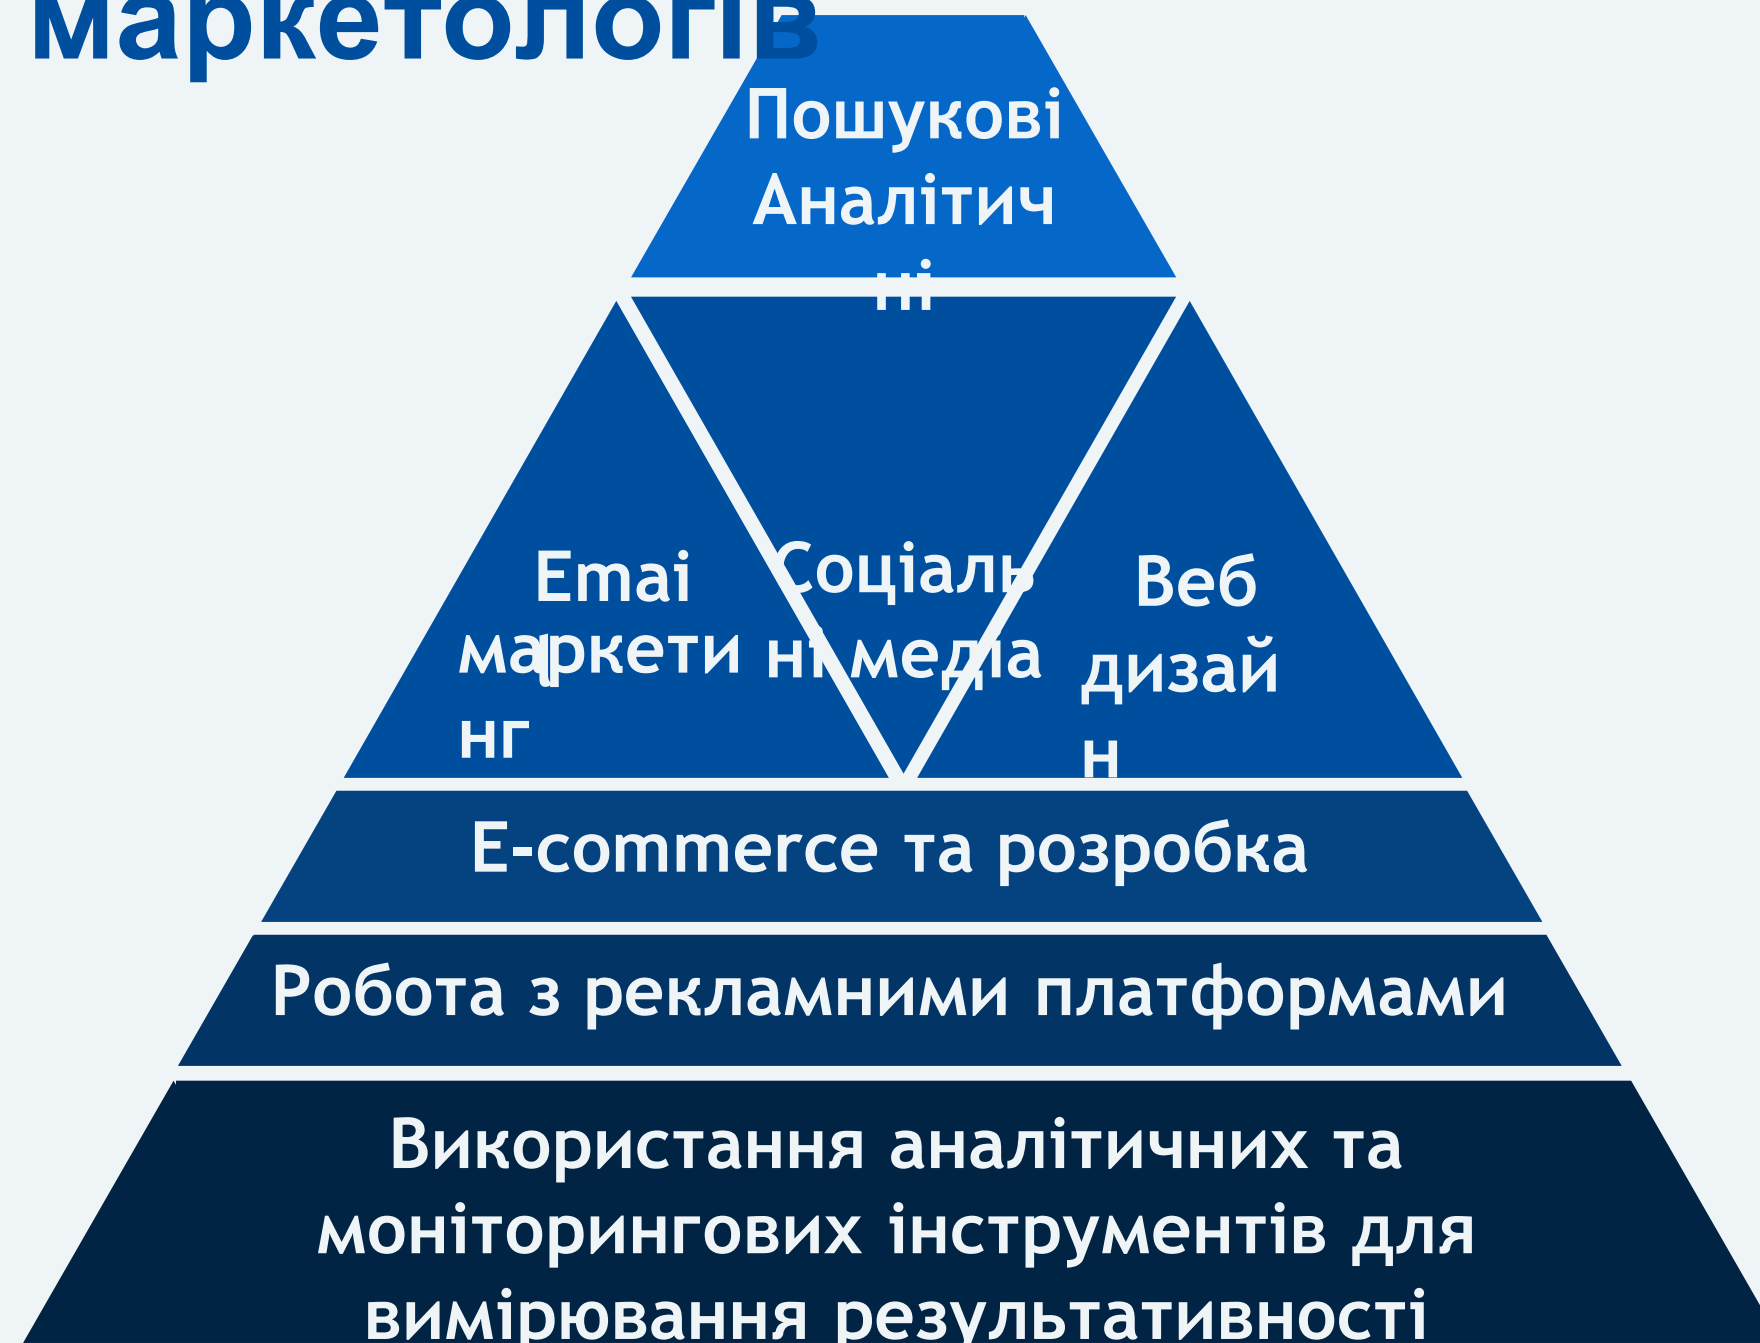 маркетологів
Пошукові
Аналітич
ні
Emai
l
маркети
нг
Соціаль
ні медіа
Веб
дизай
н
E-commerce та розробка
Робота з рекламними платформами
Використання аналітичних та
моніторингових інструментів для
вимірювання результативності